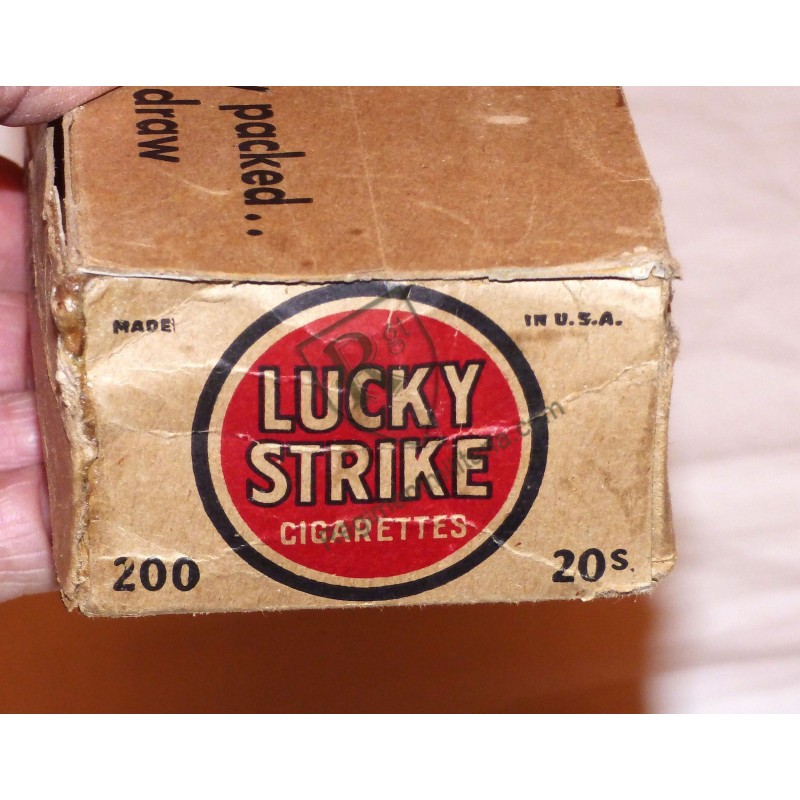 packed..
draw
MADE
IN U.S.A.
LUCKY
STRIKE
CIGARETTES
200
20s.